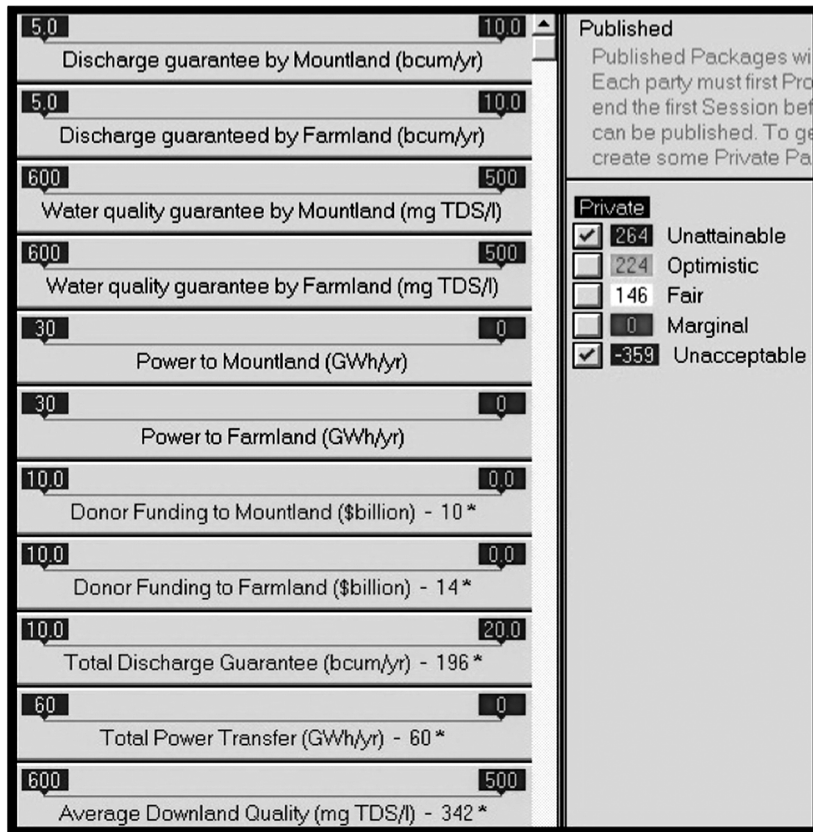 5.0 10.0
Discharge guarantee by Mountland (bcum/yr)
5.0 10.0
Discharge guaranteed by Farmland (bcum/yr)
600 500
Water quality guarantee by Mountland (mg TDS/l)
600 500
Water quality guarantee by Farmland (mg TDS/l)
30 0
Power to Mountland (GWh/yr)
30 0
Power to Farmland (GWh/yr)
10.0 0.0
Donor Funding to Mountland ($billion) - 10 *
10.0 0.0
Donor Funding to Farmland ($billion) - 14 *
10.0 20.0
Total Discharge Guarantee (bcum/yr) - 196 *
60 0
Total Power Transfer (GWh/yr) - 60 *
600 500
Average Downland Quality (mg TDS/l) - 342 *
Published
Published Packages wi
Each party must first Pro
end the first Session bef
can be published. To ge
create some Private Pa
Private
264 Unattainable
224 Optimistic
146 Fair
0 Marginal
-359 Unacceptable